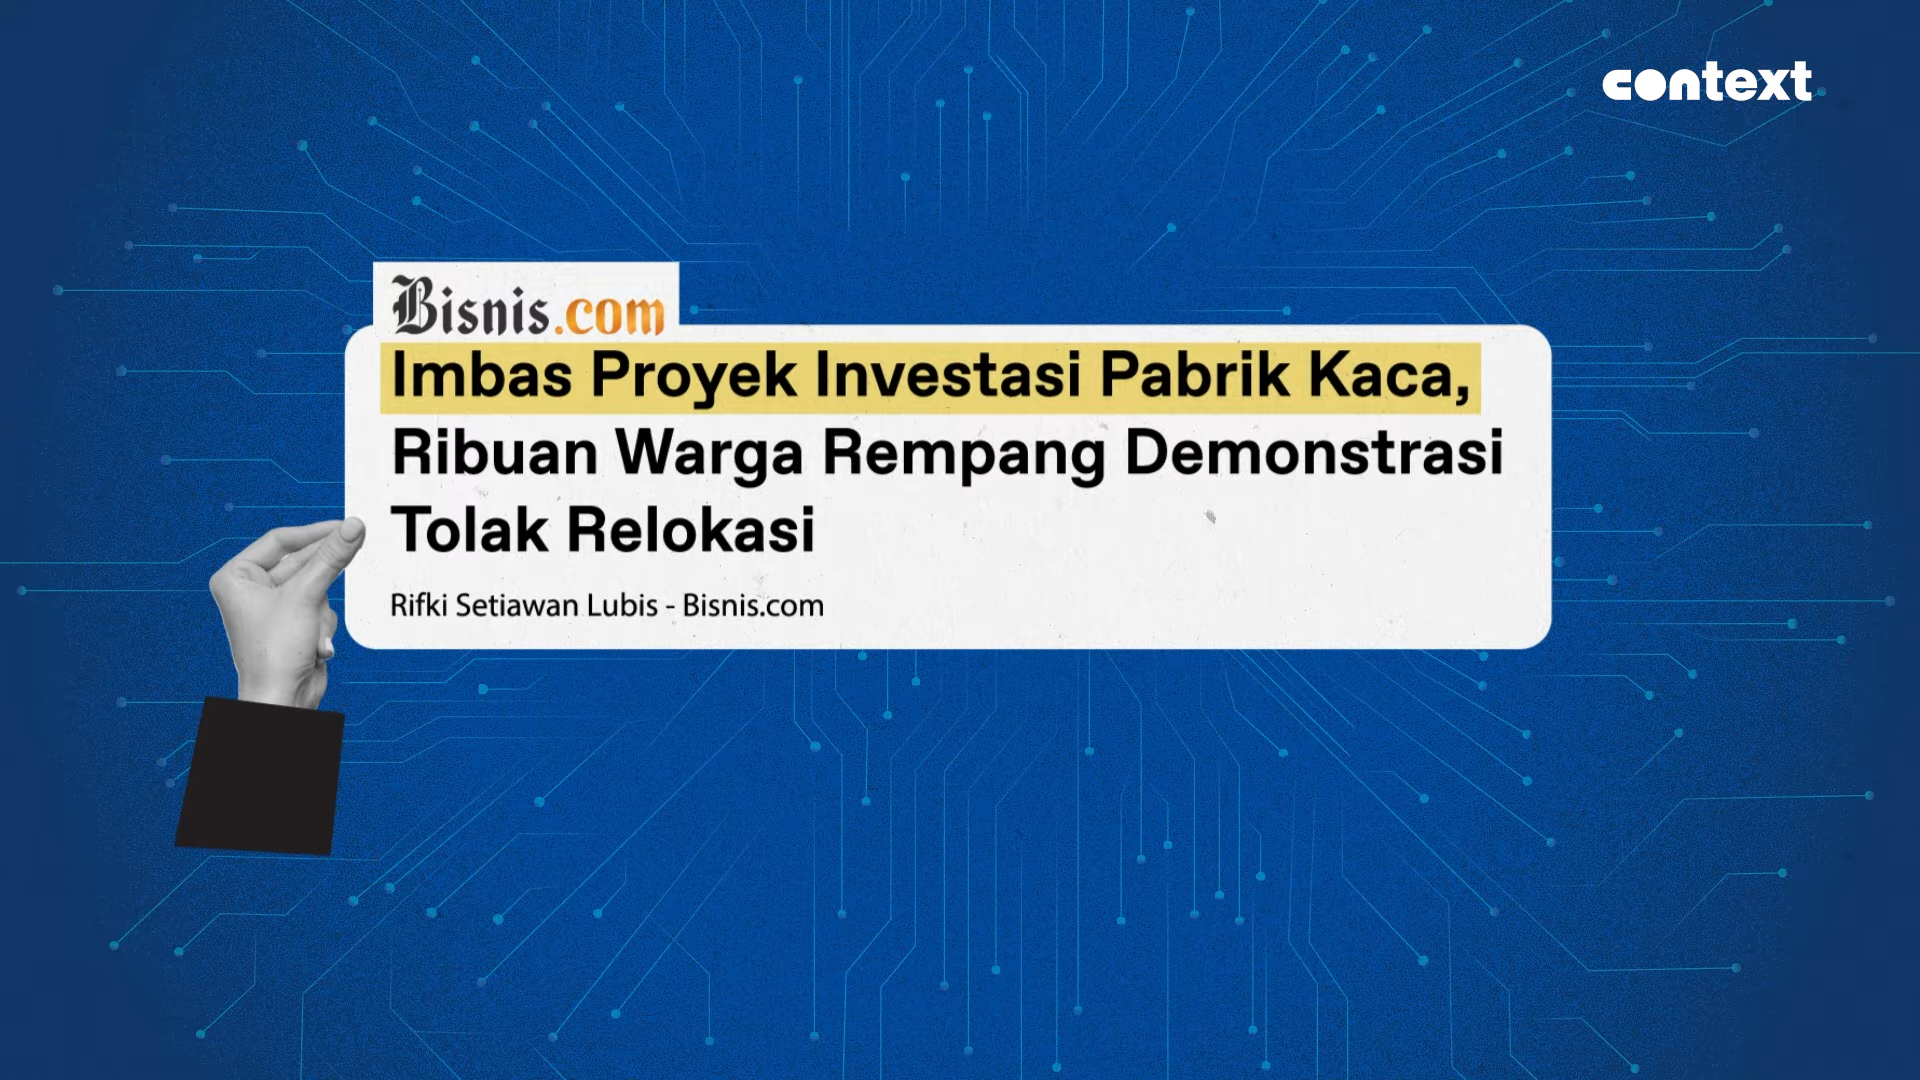 context
Bisnis.com
Imbas Proyek Investasi Pabrik Kaca,
Ribuan Warga Rempang Demonstrasi
Tolak Relokasi
Rifki Setiawan Lubis - Bisnis.com